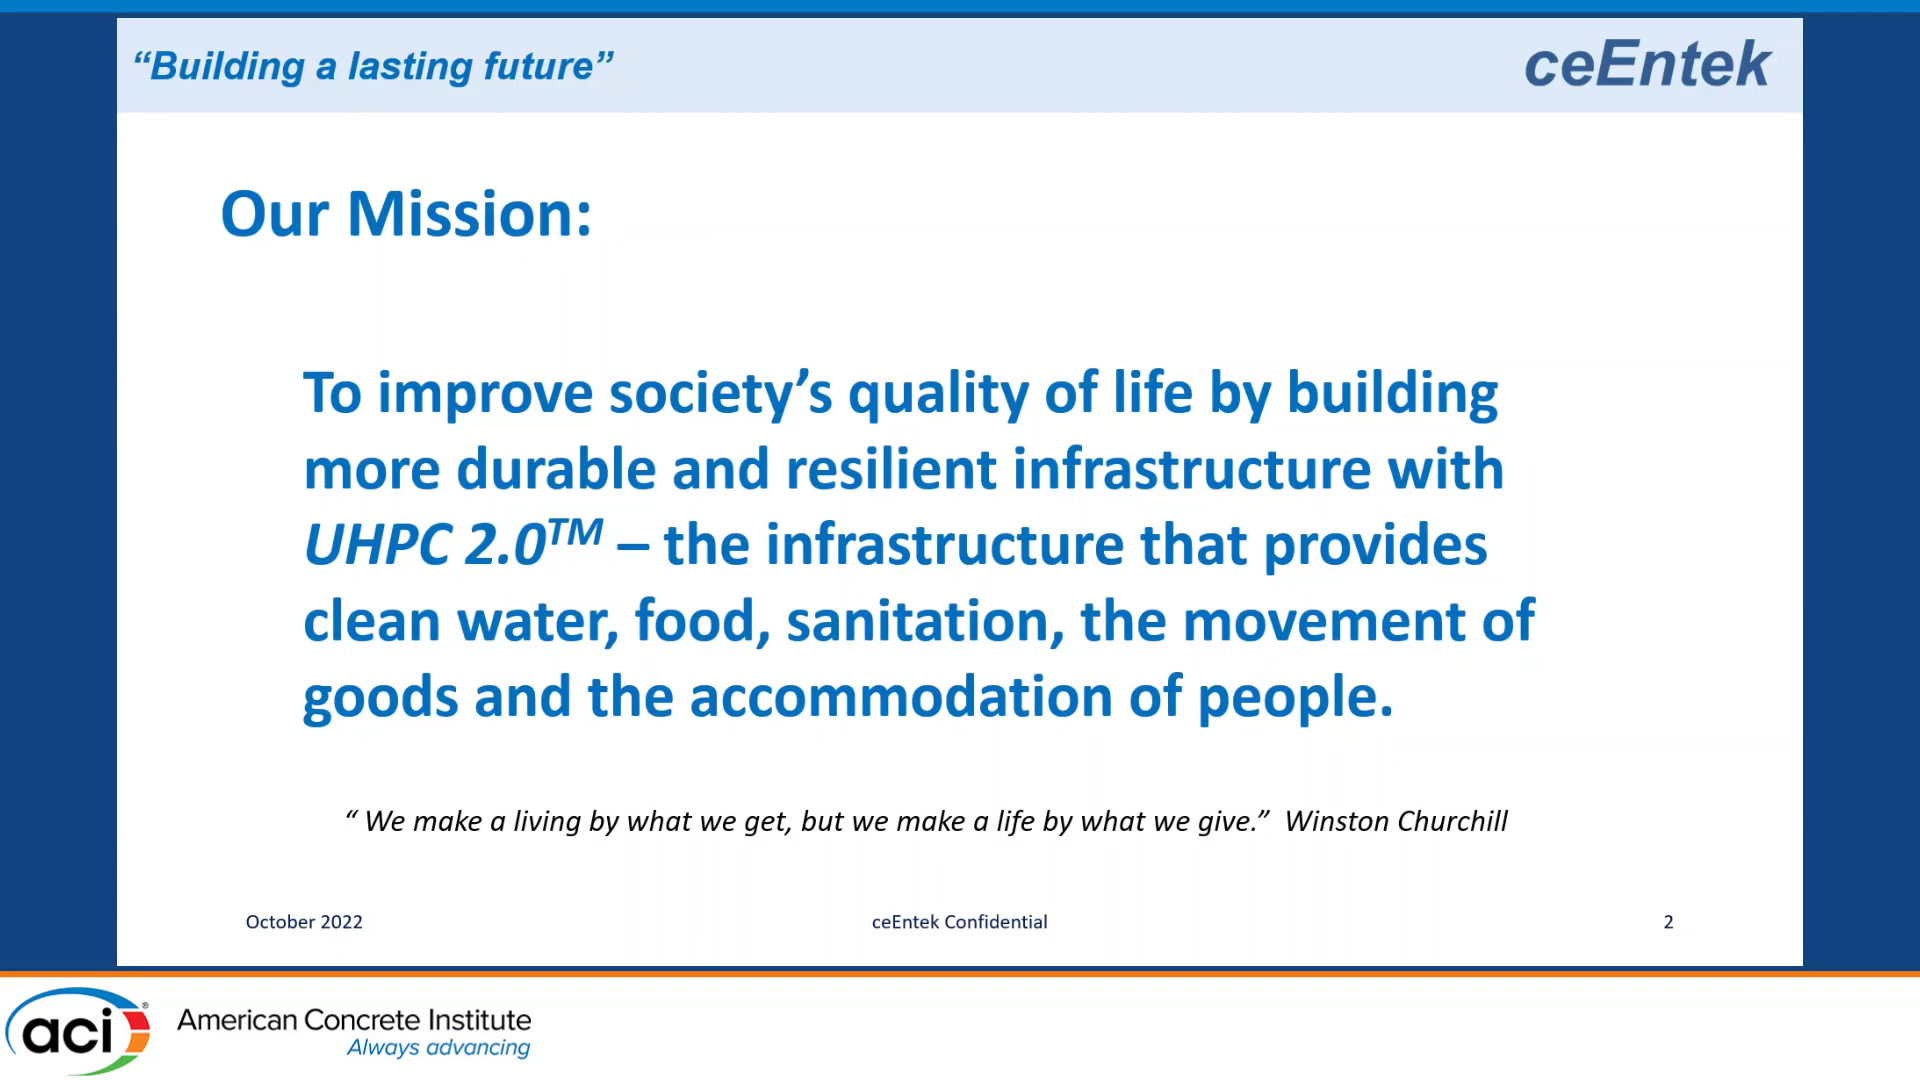 “Building a lasting future”
ceEntek
Our Mission:
To improve society’s quality of life by building
more durable and resilient infrastructure with
UHPC 2.0TM – the infrastructure that provides
clean water, food, sanitation, the movement of
goods and the accommodation of people.
“ We make a living by what we get, but we make a life by what we give.”  Winston Churchill
October 2022
ceEntek Confidential
2
aci®
American Concrete Institute
Always advancing